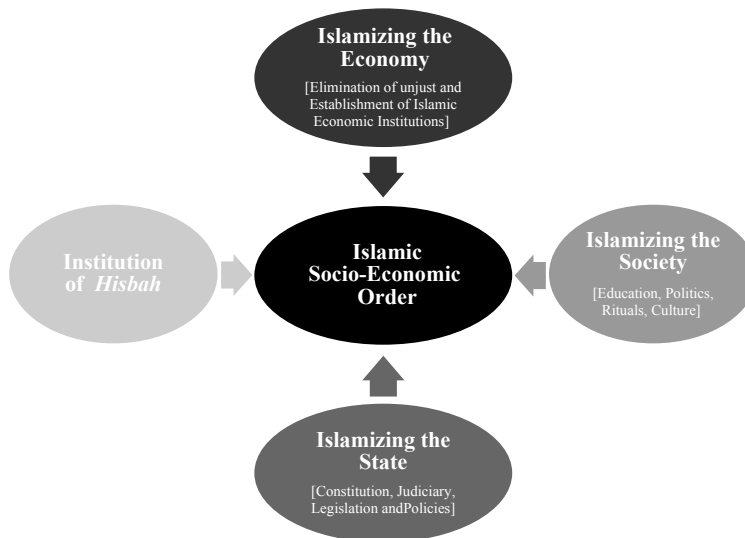 Islamizing the
Economy
[Elimination of unjust and
Establishment of Islamic
Economic Institutions]
Institution
of Hisbah
Islamic
Socio-Economic
Order
Islamizing the
Society
[Education, Politics,
Rituals, Culture]
Islamizing the
State
[Constitution, Judiciary,
Legislation andPolicies]